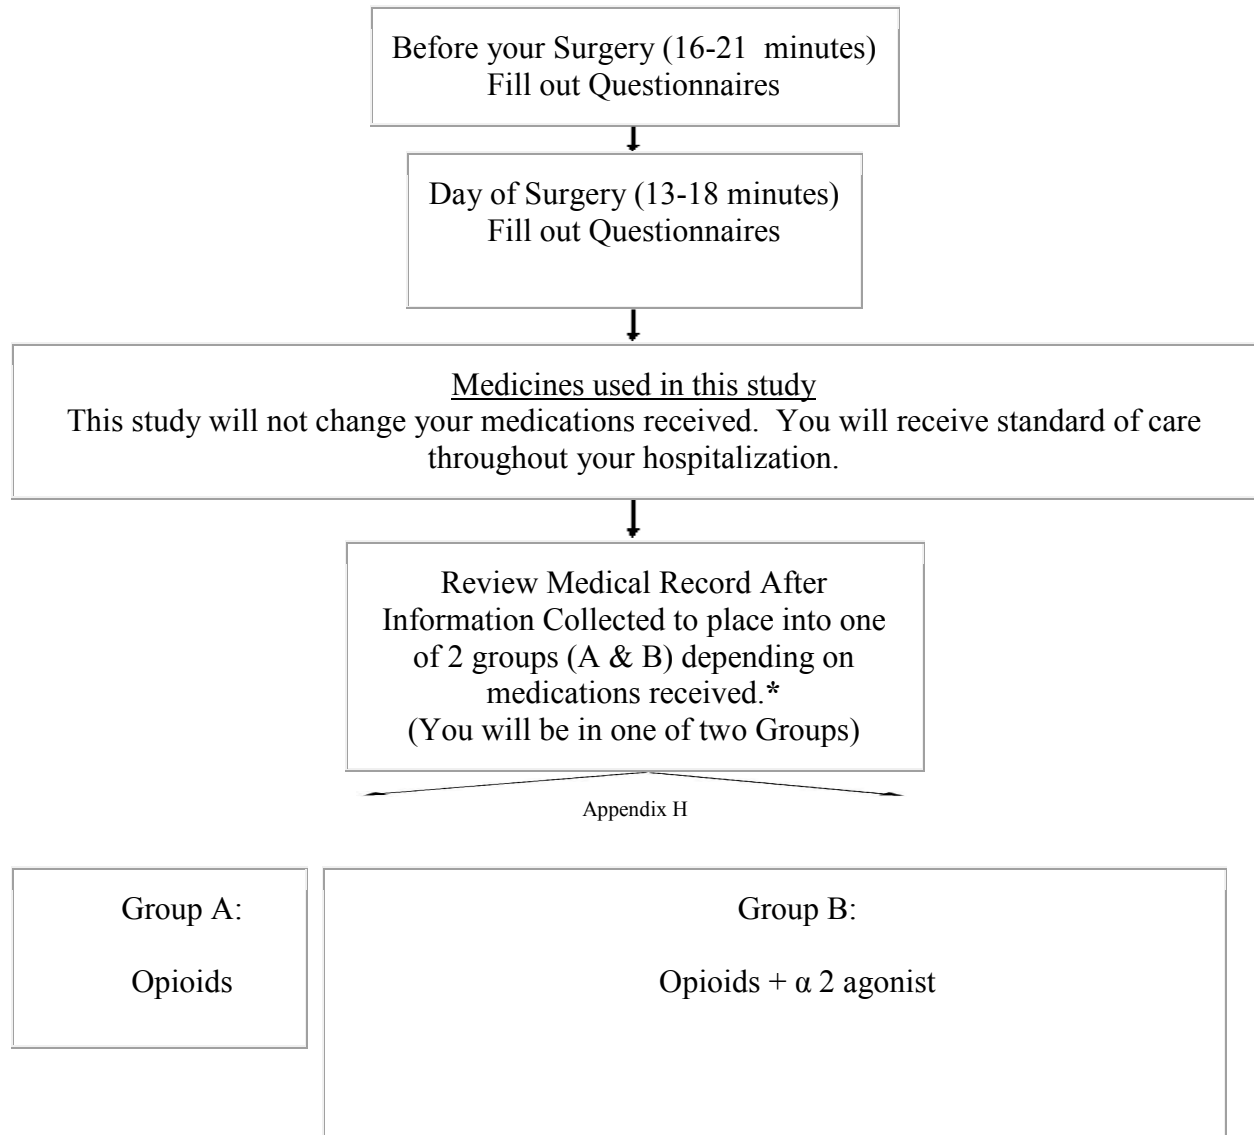 Before your Surgery (16-21  minutes)
Fill out Questionnaires
Day of Surgery (13-18 minutes)
Fill out Questionnaires
Medicines used in this study
This study will not change your medications received.  You will receive standard of care
throughout your hospitalization.
Review Medical Record After
Information Collected to place into one
of 2 groups (A & B) depending on
medications received.*
(You will be in one of two Groups)
Appendix H
Group A:
Opioids
Group B:
Opioids + α 2 agonist